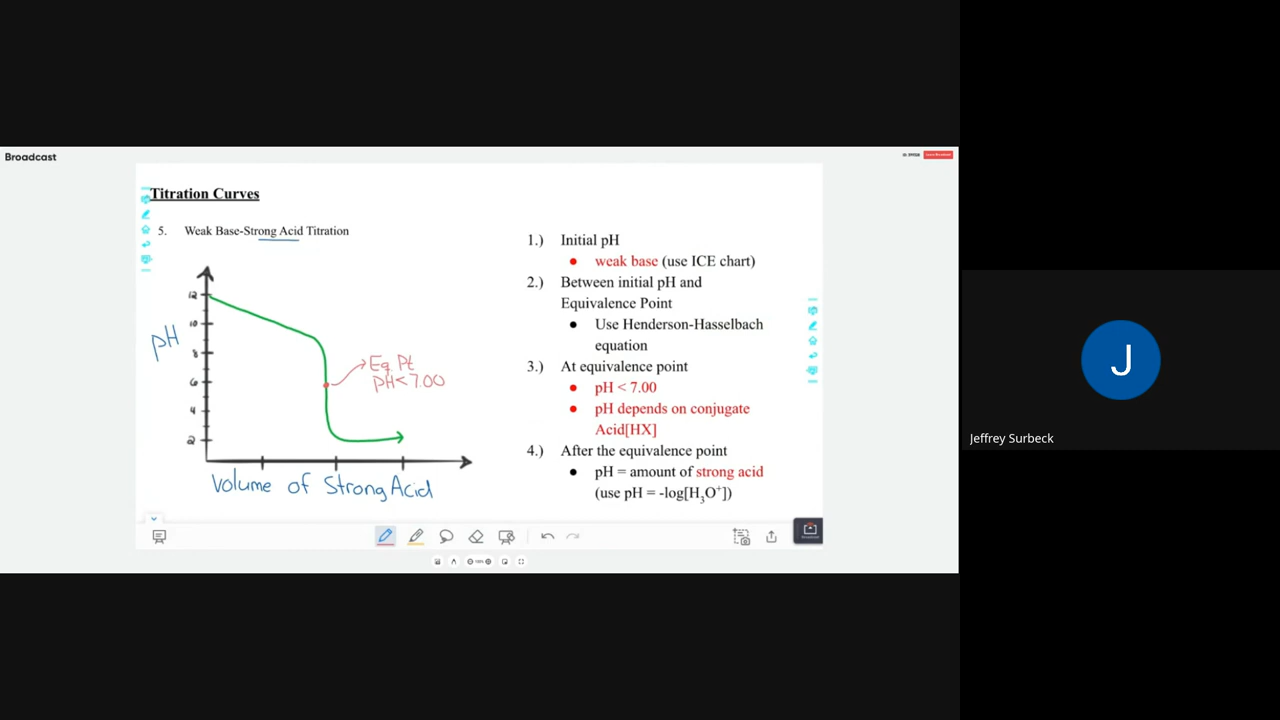 Broadcast
Titration Curves
5. Weak Base-Strong Acid Titration
12
10
8
6
4
2
pH
Eq. Pt
pH<7.00
Volume of Strong Acid
1.) Initial pH
• weak base (use ICE chart)
2.) Between initial pH and
Equivalence Point
• Use Henderson-Hasselbach
equation
3.) At equivalence point
• pH < 7.00
• pH depends on conjugate
Acid[HX]
4.) After the equivalence point
• pH = amount of strong acid
(use pH = -log[H₃O⁺])
Jeffrey Surbeck
J